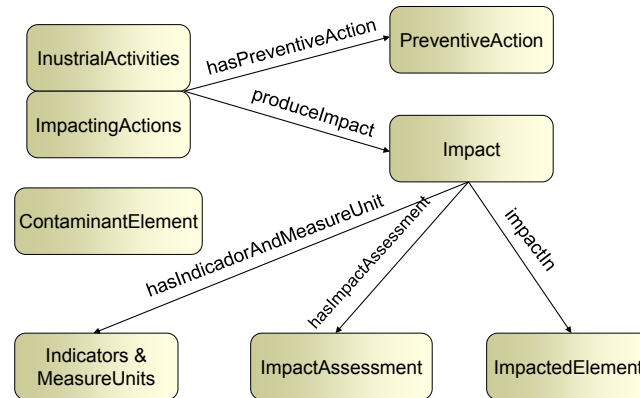 InustrialActivities
hasPreventiveAction
PreventiveAction
ImpactingActions
produceImpact
Impact
ContaminantElement
hasIndicadorAndMeasureUnit
hasImpactAssessment
impactIn
Indicators &
MeasureUnits
ImpactAssessment
ImpactedElement